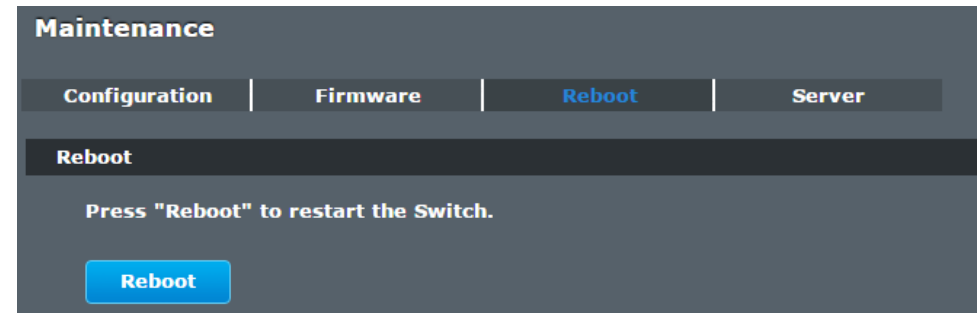 Maintenance
Configuration Firmware Reboot Server
Reboot
Press "Reboot" to restart the Switch.
Reboot